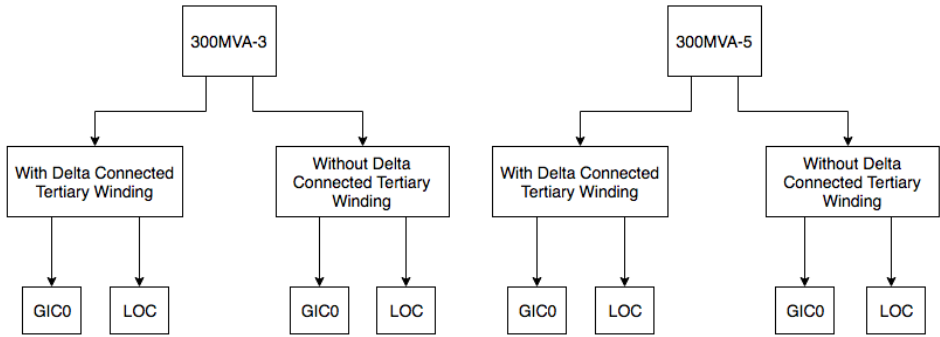 300MVA-3
300MVA-5
With Delta Connected
Tertiary Winding
Without Delta
Connected Tertiary
Winding
With Delta Connected
Tertiary Winding
Without Delta
Connected Tertiary
Winding
GIC0
LOC
GIC0
LOC
GIC0
LOC
GIC0
LOC